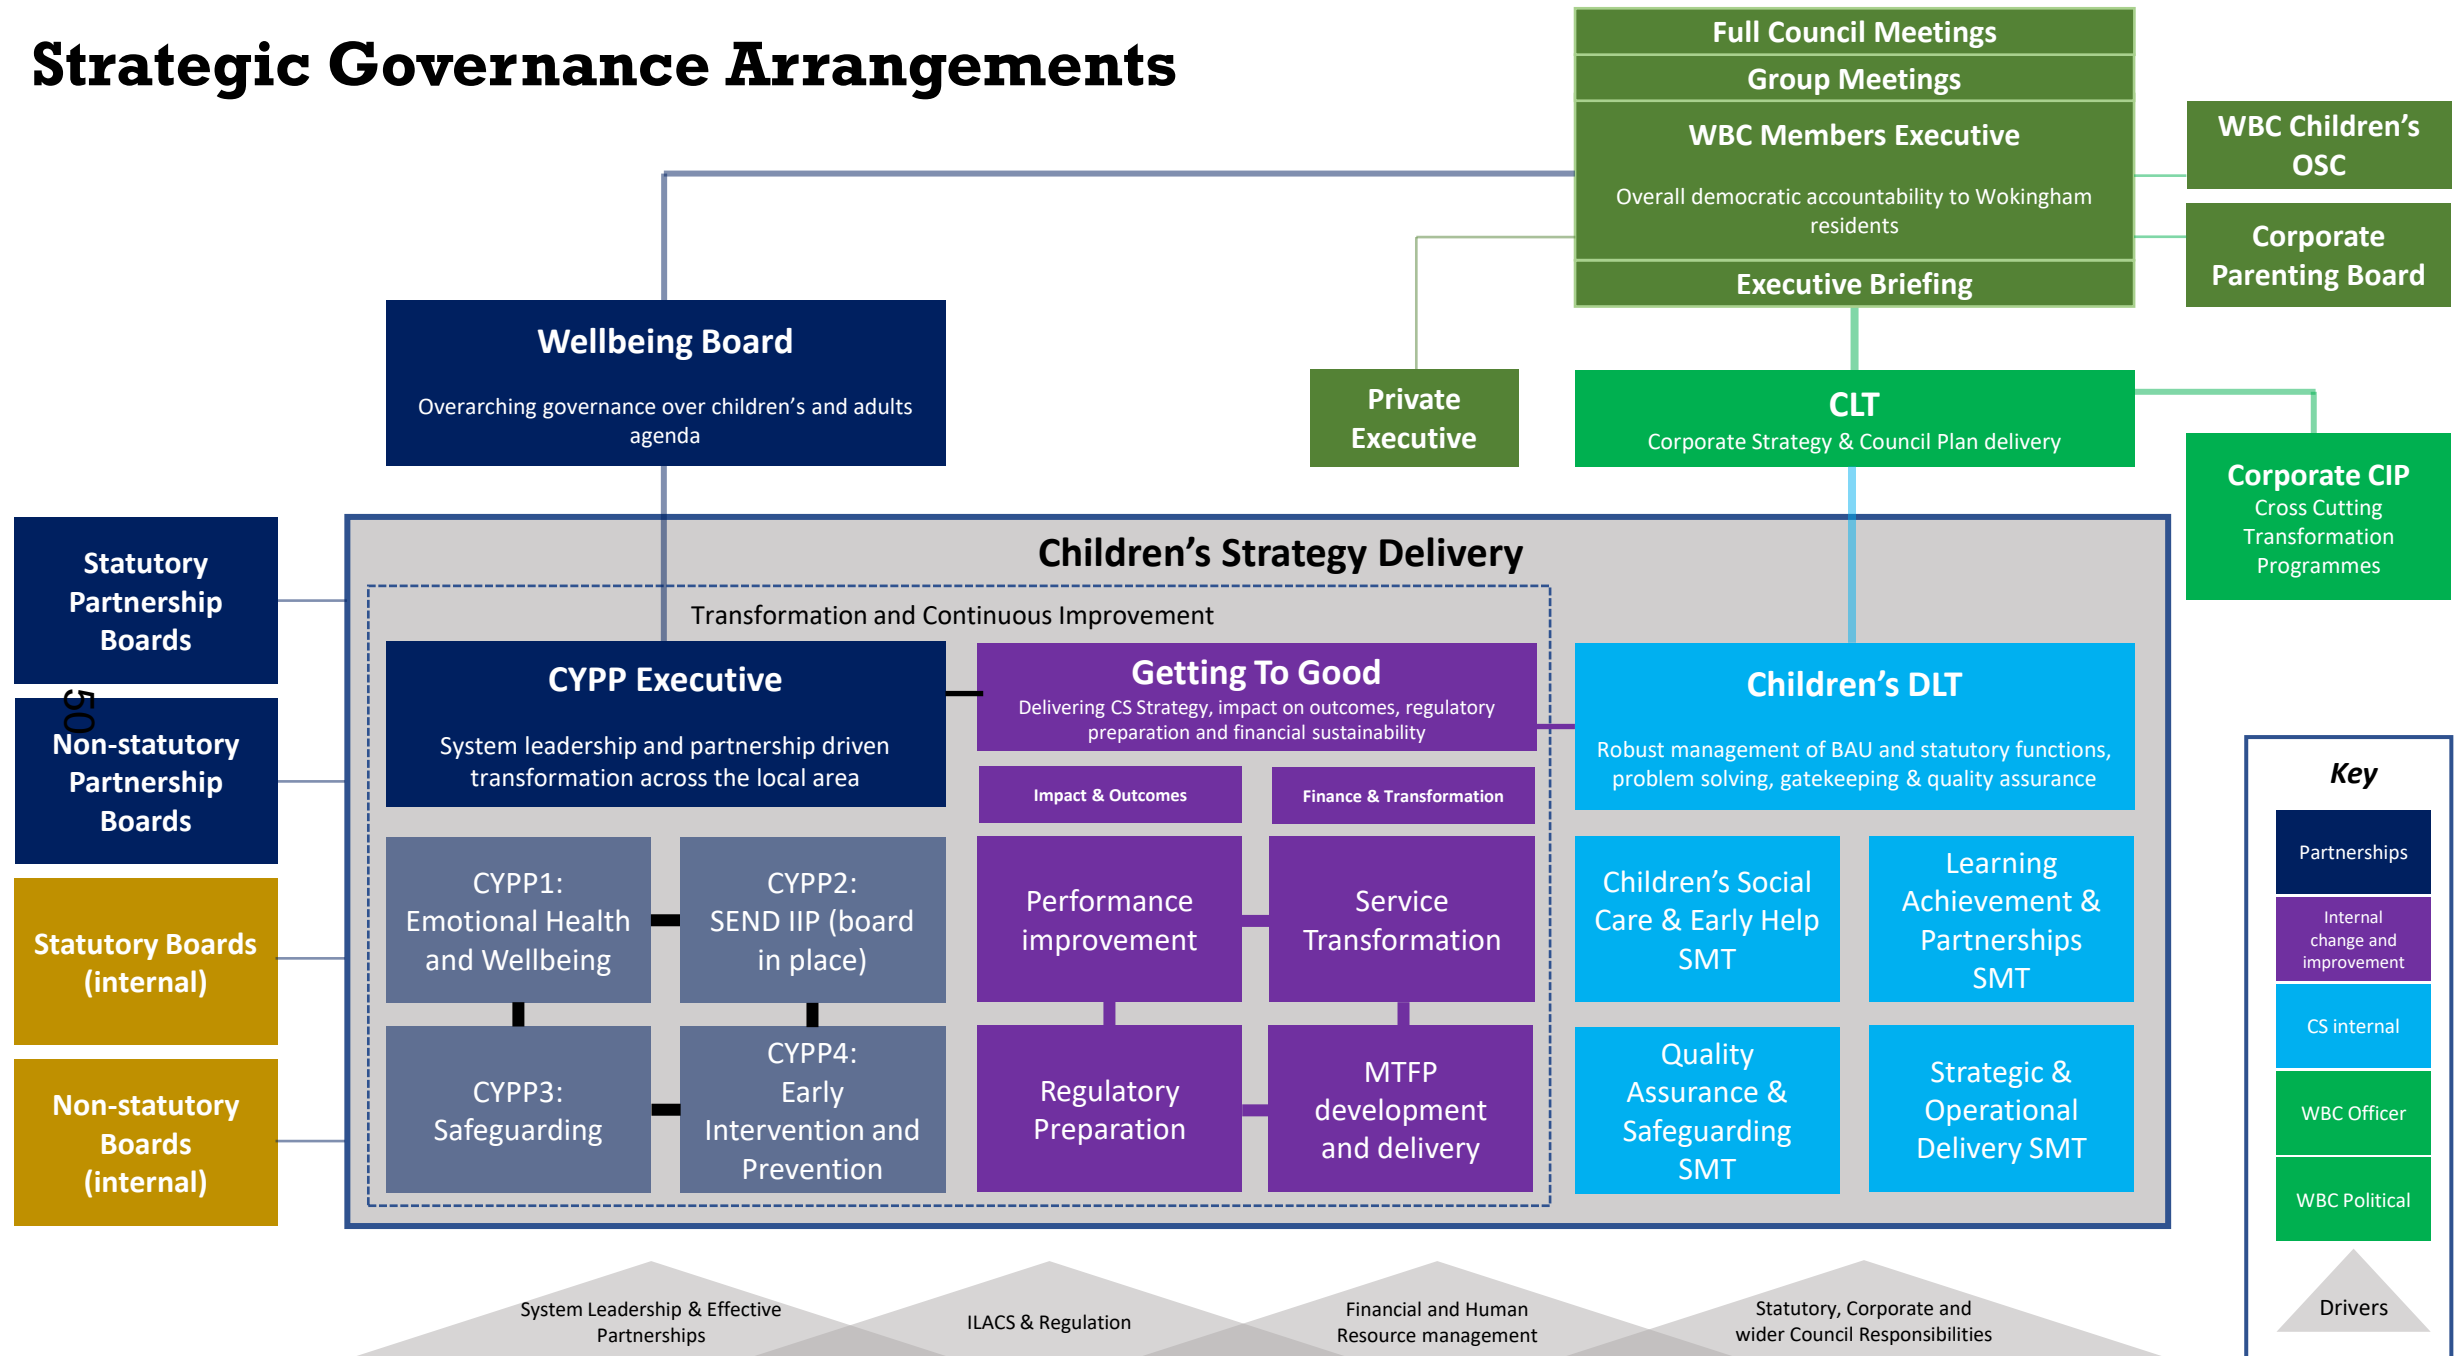 Strategic Governance Arrangements
Full Council Meetings
Group Meetings
WBC Members Executive
Overall democratic accountability to Wokingham
residents
Executive Briefing
WBC Children’s
OSC
Corporate
Parenting Board
Wellbeing Board
Overarching governance over children’s and adults
agenda
Private
Executive
CLT
Corporate Strategy & Council Plan delivery
Corporate CIP
Cross Cutting
Transformation
Programmes
Statutory
Partnership
Boards
50
Non-statutory
Partnership
Boards
Statutory Boards
(internal)
Non-statutory
Boards
(internal)
Children’s Strategy Delivery
Transformation and Continuous Improvement
CYPP Executive
System leadership and partnership driven
transformation across the local area
Getting To Good
Delivering CS Strategy, impact on outcomes, regulatory
preparation and financial sustainability
Impact & Outcomes
Finance & Transformation
Children’s DLT
Robust management of BAU and statutory functions,
problem solving, gatekeeping & quality assurance
CYPP1:
Emotional Health
and Wellbeing
CYPP2:
SEND IIP (board
in place)
Performance
improvement
Service
Transformation
Children’s Social
Care & Early Help
SMT
Learning
Achievement &
Partnerships
SMT
CYPP3:
Safeguarding
CYPP4:
Early
Intervention and
Prevention
Regulatory
Preparation
MTFP
development
and delivery
Quality
Assurance &
Safeguarding
SMT
Strategic &
Operational
Delivery SMT
Key
Partnerships
Internal
change and
improvement
CS internal
WBC Officer
WBC Political
Drivers
System Leadership & Effective
Partnerships
ILACS & Regulation
Financial and Human
Resource management
Statutory, Corporate and
wider Council Responsibilities